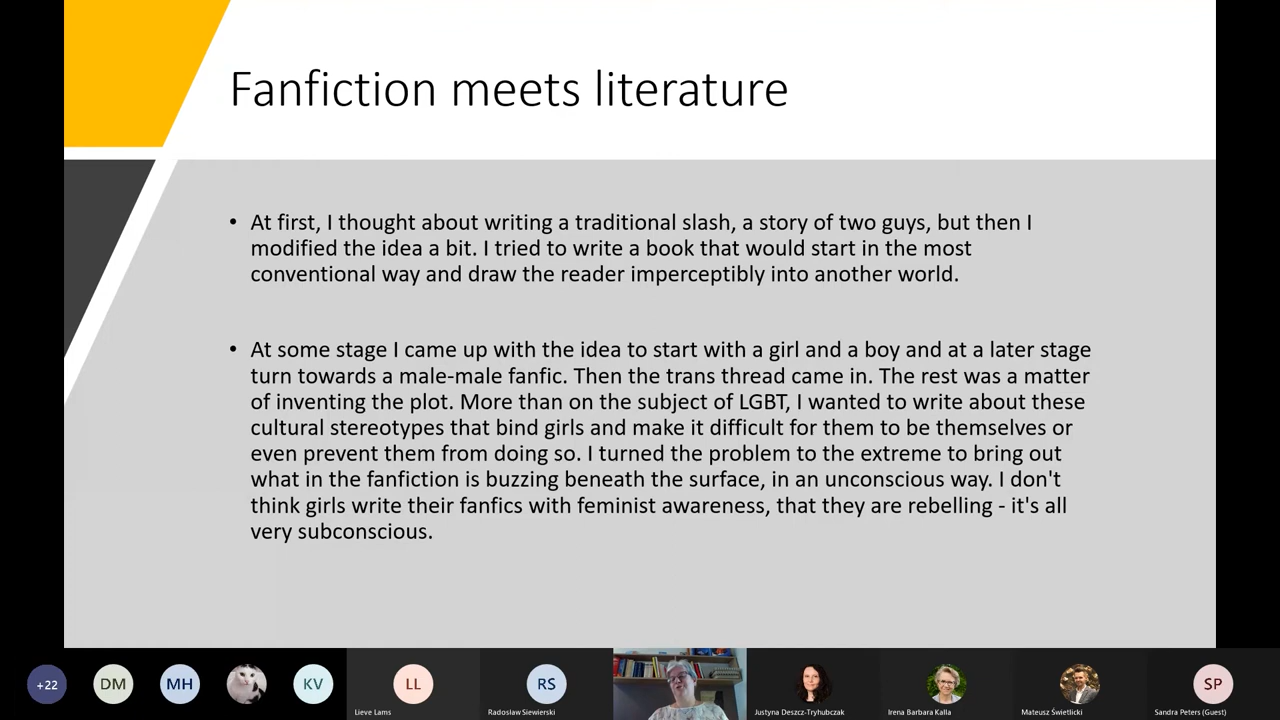 Fanfiction meets literature
• At first, I thought about writing a traditional slash, a story of two guys, but then I
modified the idea a bit. I tried to write a book that would start in the most
conventional way and draw the reader imperceptibly into another world.
• At some stage I came up with the idea to start with a girl and a boy and at a later stage
turn towards a male-male fanfic. Then the trans thread came in. The rest was a matter
of inventing the plot. More than on the subject of LGBT, I wanted to write about these
cultural stereotypes that bind girls and make it difficult for them to be themselves or
even prevent them from doing so. I turned the problem to the extreme to bring out
what in the fanfiction is buzzing beneath the surface, in an unconscious way. I don't
think girls write their fanfics with feminist awareness, that they are rebelling - it's all
very subconscious.
+22 DM MH KV LL RS SP
Lieve Lams Radosław Siewierski Justyna Deszcz-Tryhubczak Irena Barbara Kalla Mateusz Świetlicki Sandra Peters (Guest)